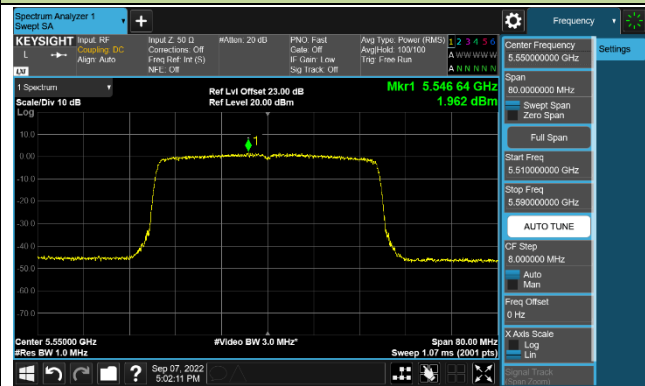 Spectrum Analyzer 1
Swept SA
Frequency
KEYSIGHT
L
LXI
Input: RF
Coupling: DC
Align: Auto
Input Z: 50 Ω
Corrections: Off
Freq Ref: Int (S)
NFE: Off
#Atten: 20 dB
PNO: Fast
Gate: Off
IF Gain: Low
Sig Track: Off
Avg Type: Power (RMS)
Avg|Hold: 100/100
Trig: Free Run
1 2 3 4 5 6
A W W W W W
A N N N N N
1 Spectrum
Scale/Div 10 dB
Log
Ref Lvl Offset 23.00 dB
Ref Level 20.00 dBm
Mkr1 5.546 64 GHz
1.962 dBm
1
10.0
0.00
-10.0
-20.0
-30.0
-40.0
-50.0
-60.0
-70.0
Center 5.55000 GHz
#Res BW 1.0 MHz
#Video BW 3.0 MHz*
Span 80.00 MHz
Sweep 1.07 ms (2001 pts)
Sep 07, 2022
5:02:11 PM
Center Frequency
5.550000000 GHz
Settings
Span
80.0000000 MHz
Swept Span
Zero Span
Full Span
Start Freq
5.510000000 GHz
Stop Freq
5.590000000 GHz
AUTO TUNE
CF Step
8.000000 MHz
Auto
Man
Freq Offset
0 Hz
X Axis Scale
Log
Lin
Signal Track
(Span Zoom)